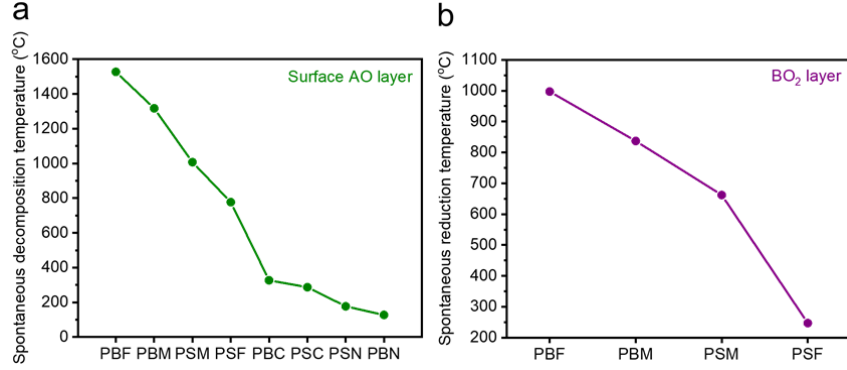 a
Spontaneous decomposition temperature (°C)
1600
1400
1200
1000
800
600
400
200
0
Surface AO layer
PBF PBM PSM PSF PBC PSC PSN PBN
b
Spontaneous reduction temperature (°C)
1100
1000
900
800
700
600
500
400
300
200
BO₂ layer
PBF PBM PSM PSF